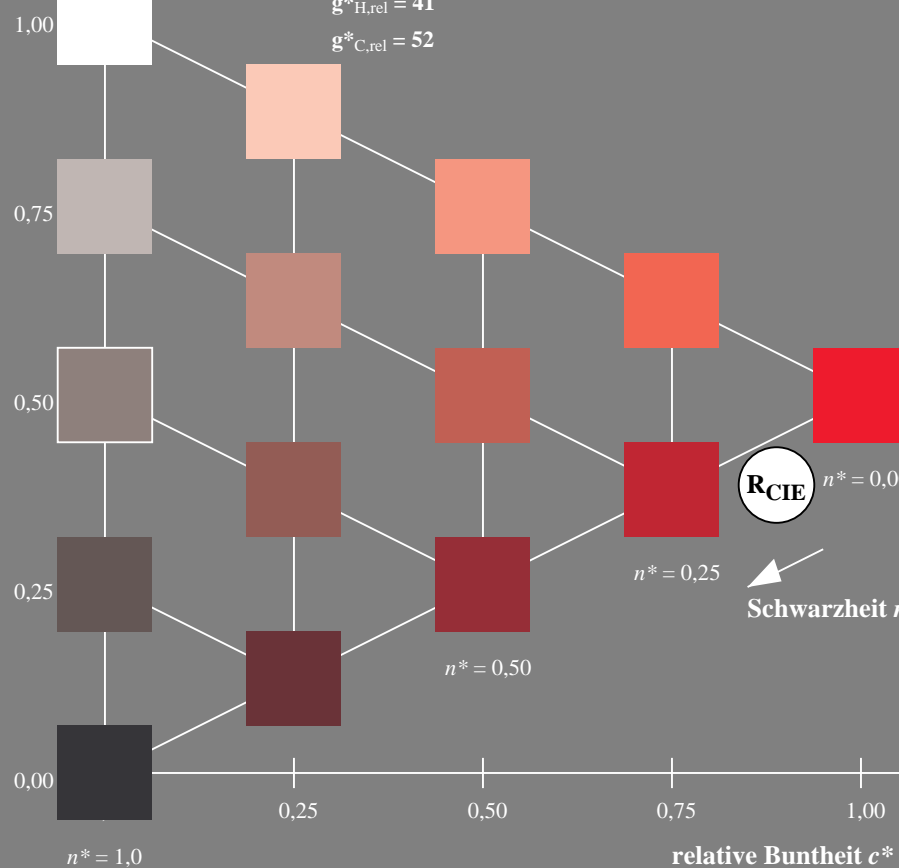 g*H,rel = 41
1,00
g*C,rel = 52
0,75
0,50
RCIE
n* = 0,0
n* = 0,25
0,25
Schwarzheit n
n* = 0,50
0,00
0,25
0,50
0,75
1,00
n* = 1,0
relative Buntheit c*